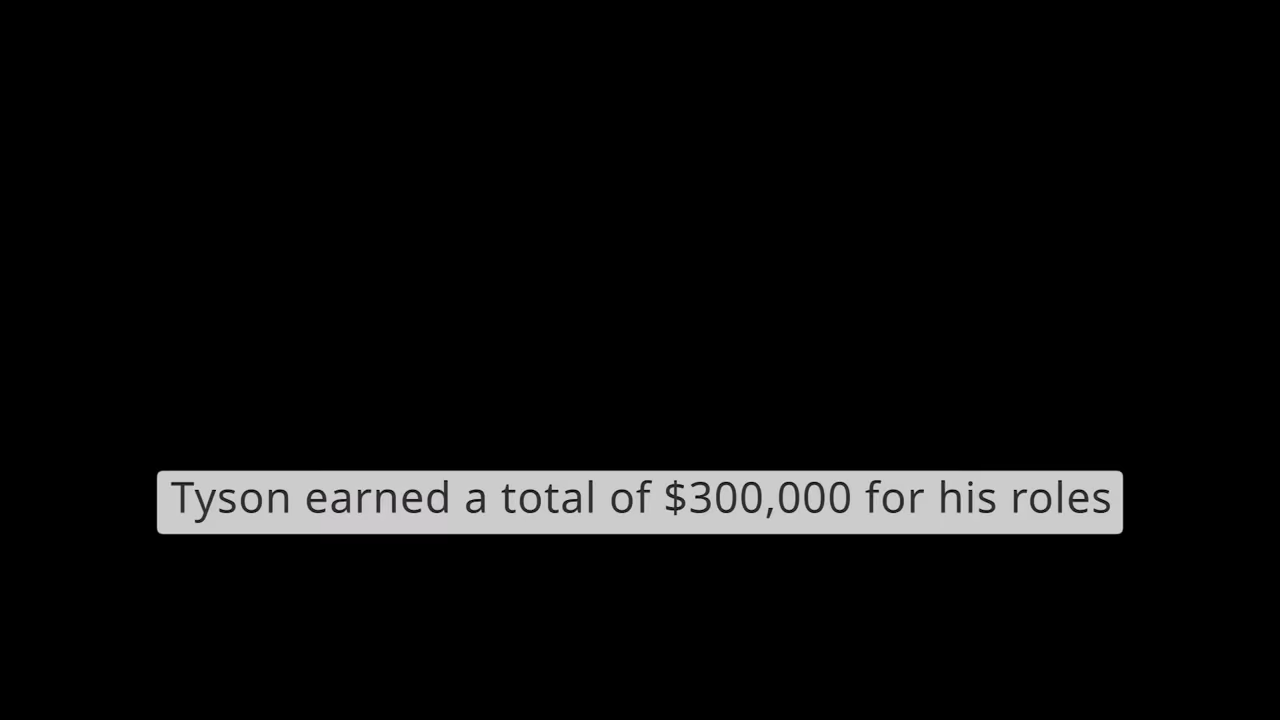 Tyson earned a total of $300,000 for his roles